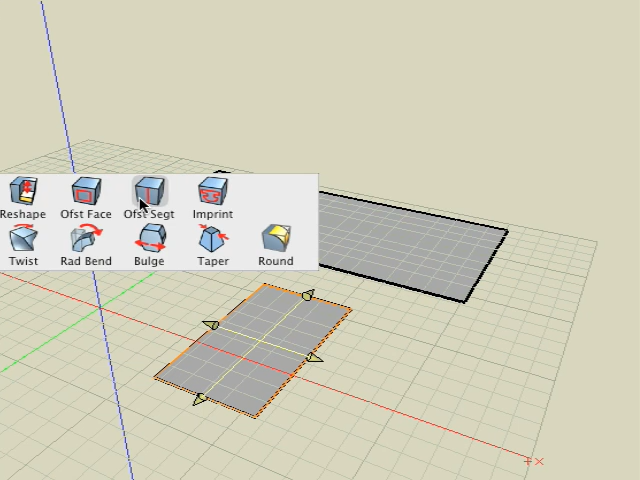 Reshape Ofst Face Ofst Segt Imprint
Twist Rad Bend Bulge Taper Round
X